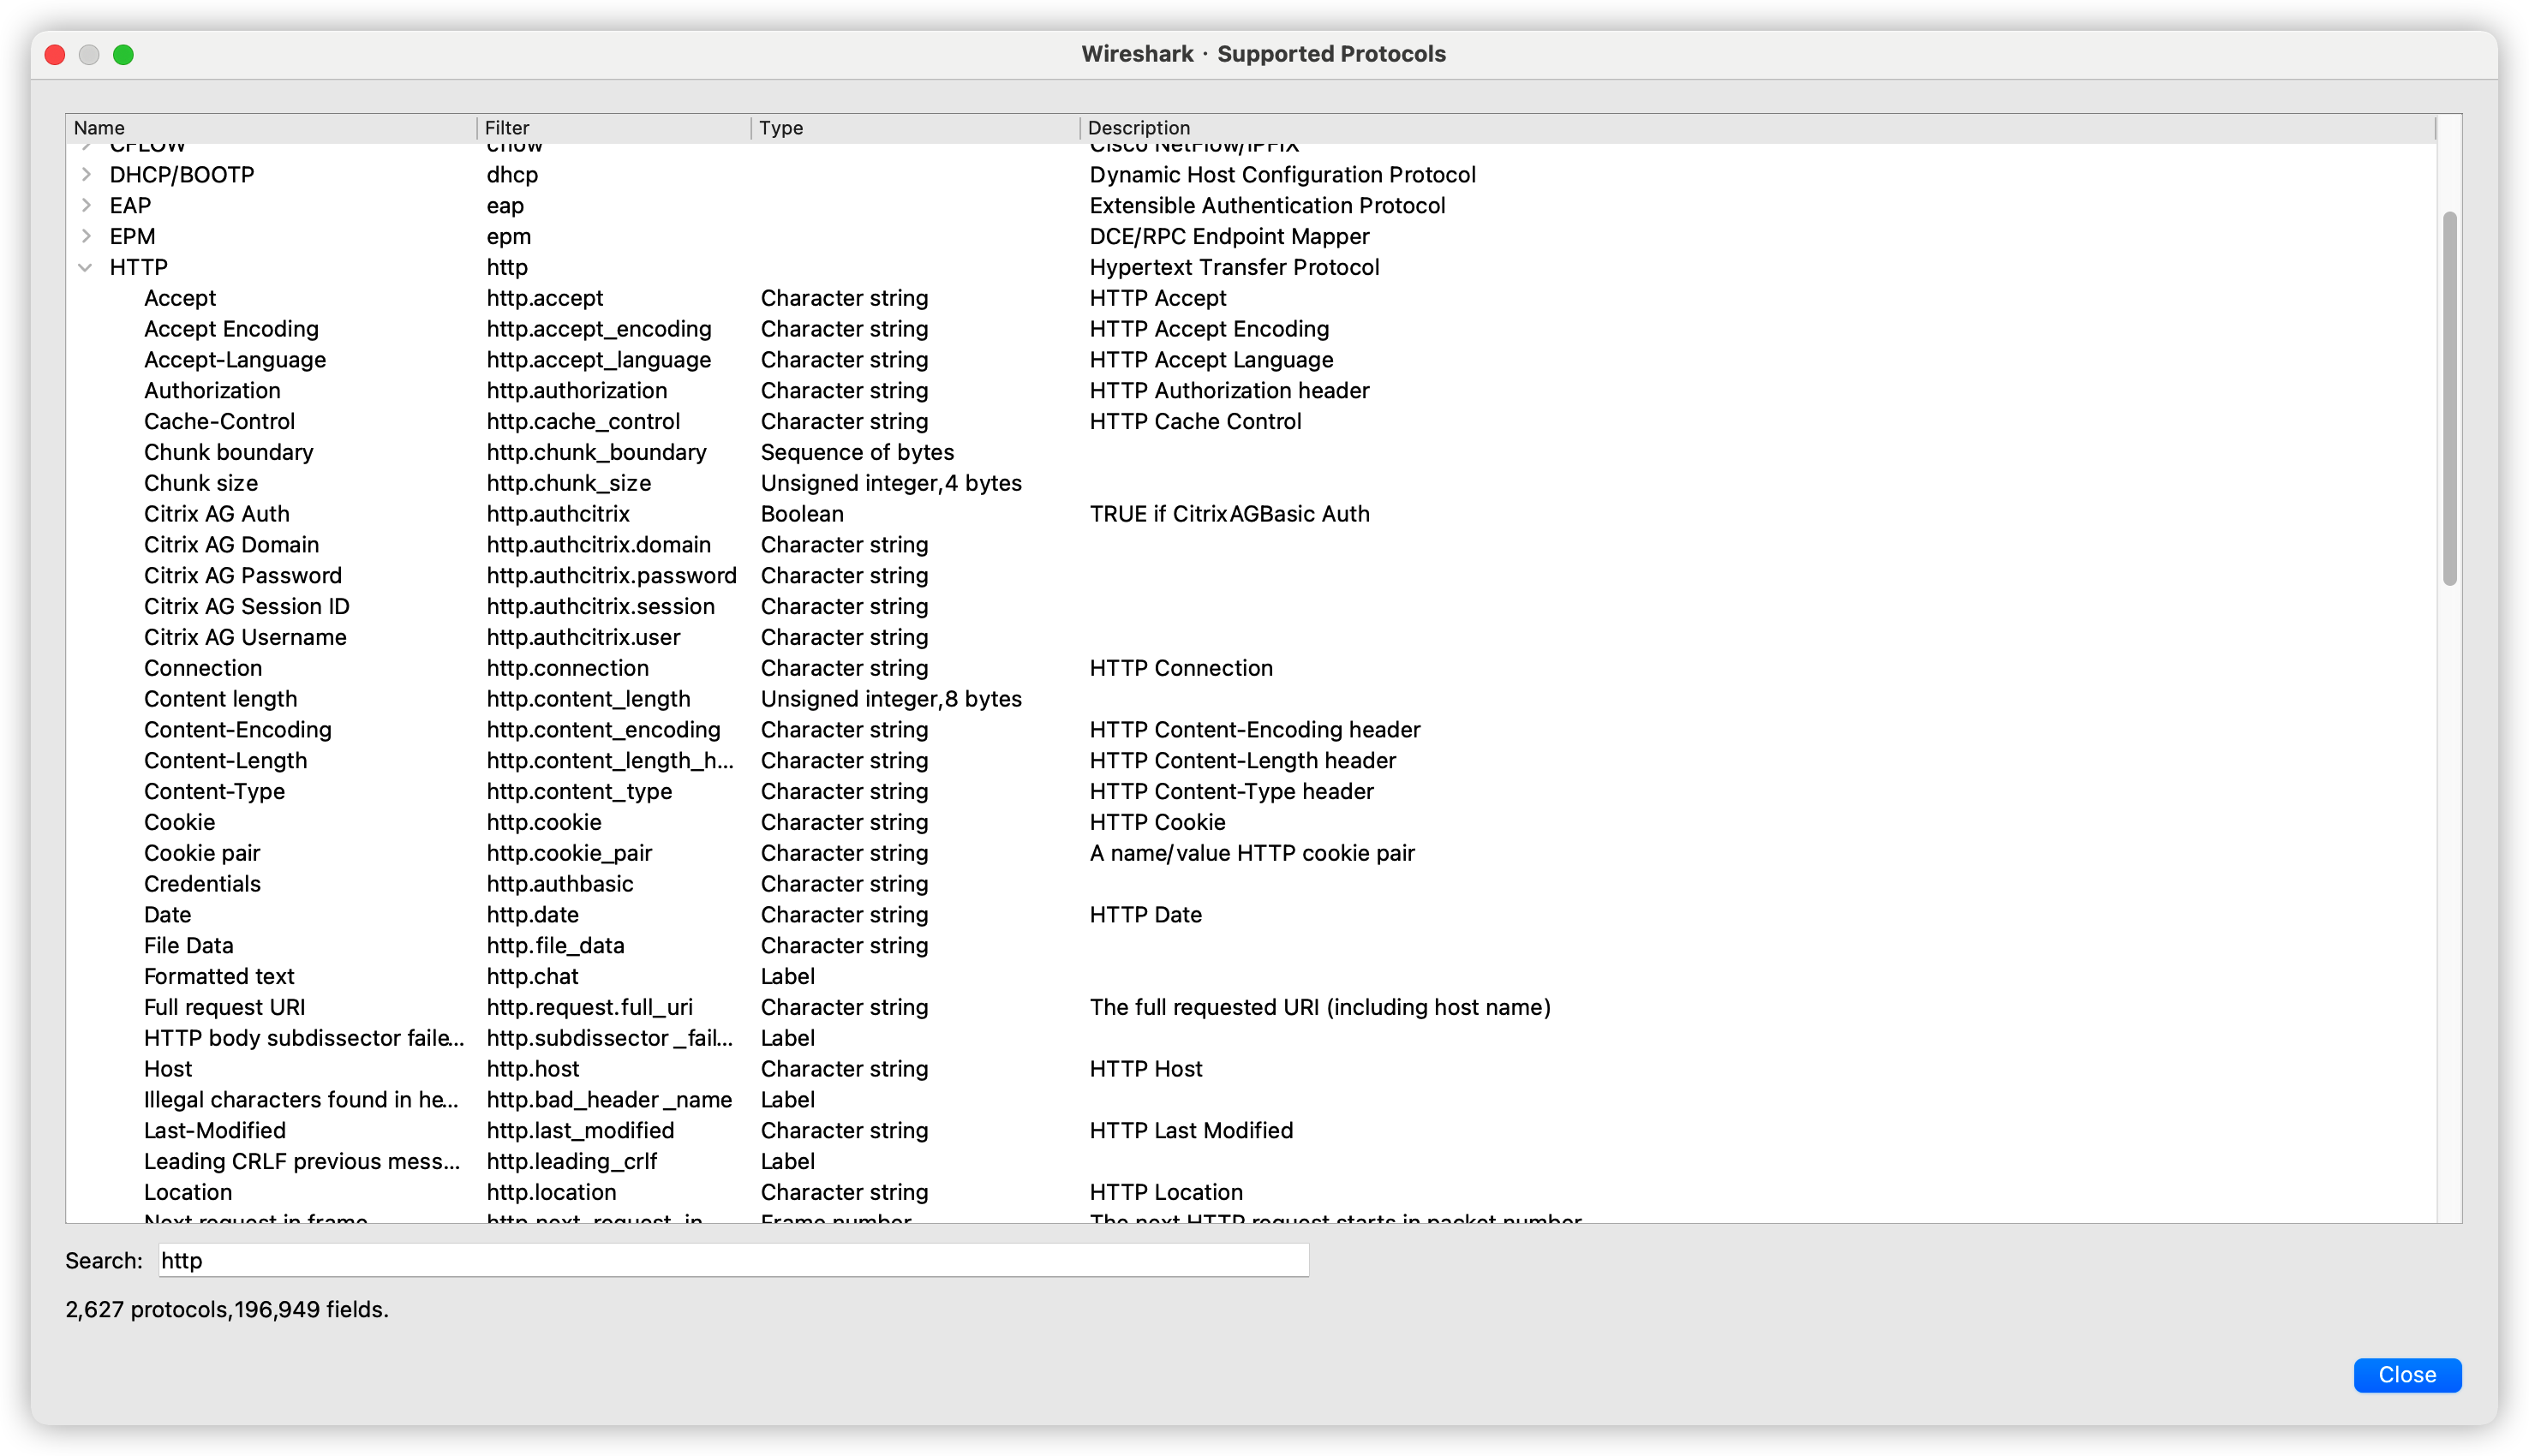 Wireshark · Supported Protocols
Name Filter Type Description
CFLOW cflow Cisco NetFlow/IPFIX
DHCP/BOOTP dhcp Dynamic Host Configuration Protocol
EAP eap Extensible Authentication Protocol
EPM epm DCE/RPC Endpoint Mapper
HTTP http Hypertext Transfer Protocol
Accept http.accept Character string HTTP Accept
Accept Encoding http.accept_encoding Character string HTTP Accept Encoding
Accept-Language http.accept_language Character string HTTP Accept Language
Authorization http.authorization Character string HTTP Authorization header
Cache-Control http.cache_control Character string HTTP Cache Control
Chunk boundary http.chunk_boundary Sequence of bytes
Chunk size http.chunk_size Unsigned integer,4 bytes
Citrix AG Auth http.authcitrix Boolean TRUE if CitrixAGBasic Auth
Citrix AG Domain http.authcitrix.domain Character string
Citrix AG Password http.authcitrix.password Character string
Citrix AG Session ID http.authcitrix.session Character string
Citrix AG Username http.authcitrix.user Character string
Connection http.connection Character string HTTP Connection
Content length http.content_length Unsigned integer,8 bytes
Content-Encoding http.content_encoding Character string HTTP Content-Encoding header
Content-Length http.content_length_h... Character string HTTP Content-Length header
Content-Type http.content_type Character string HTTP Content-Type header
Cookie http.cookie Character string HTTP Cookie
Cookie pair http.cookie_pair Character string A name/value HTTP cookie pair
Credentials http.authbasic Character string
Date http.date Character string HTTP Date
File Data http.file_data Character string
Formatted text http.chat Label
Full request URI http.request.full_uri Character string The full requested URI (including host name)
HTTP body subdissector faile... http.subdissector_fail... Label
Host http.host Character string HTTP Host
Illegal characters found in he... http.bad_header_name Label
Last-Modified http.last_modified Character string HTTP Last Modified
Leading CRLF previous mess... http.leading_crlf Label
Location http.location Character string HTTP Location
Next request in frame http.next_request_in Frame number The next HTTP request starts in packet number
Search: http
2,627 protocols,196,949 fields.
Close